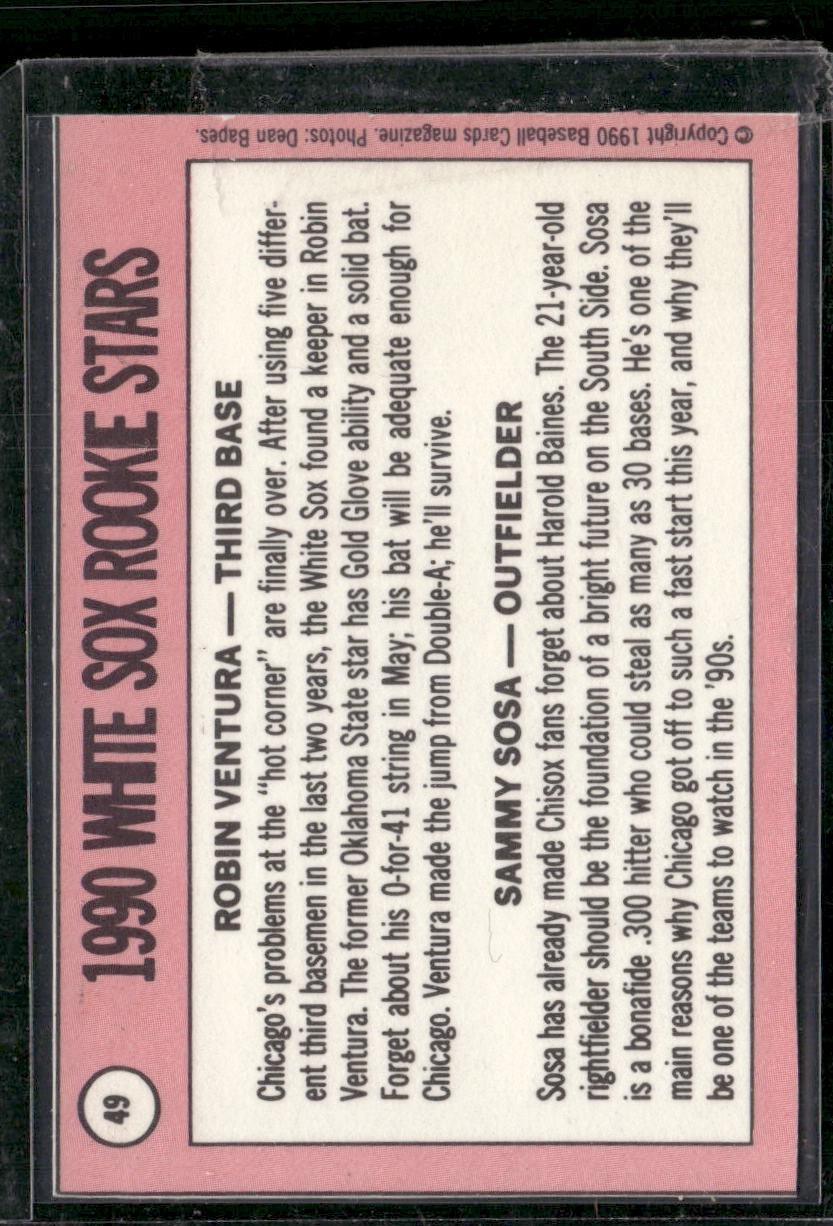 49
1990 WHITE SOX ROOKIE STARS
ROBIN VENTURA — THIRD BASE
Chicago's problems at the "hot corner" are finally over. After using five differ-
ent third basemen in the last two years, the White Sox found a keeper in Robin
Ventura. The former Oklahoma State star has Gold Glove ability and a solid bat.
Forget about his 0-for-41 string in May; his bat will be adequate enough for
Chicago. Ventura made the jump from Double-A; he'll survive.
SAMMY SOSA — OUTFIELDER
Sosa has already made Chisox fans forget about Harold Baines. The 21-year-old
rightfielder should be the foundation of a bright future on the South Side. Sosa
is a bonafide .300 hitter who could steal as many as 30 bases. He's one of the
main reasons why Chicago got off to such a fast start this year, and why they'll
be one of the teams to watch in the '90s.
© Copyright 1990 Baseball Cards magazine. Photos: Dean Bapes.